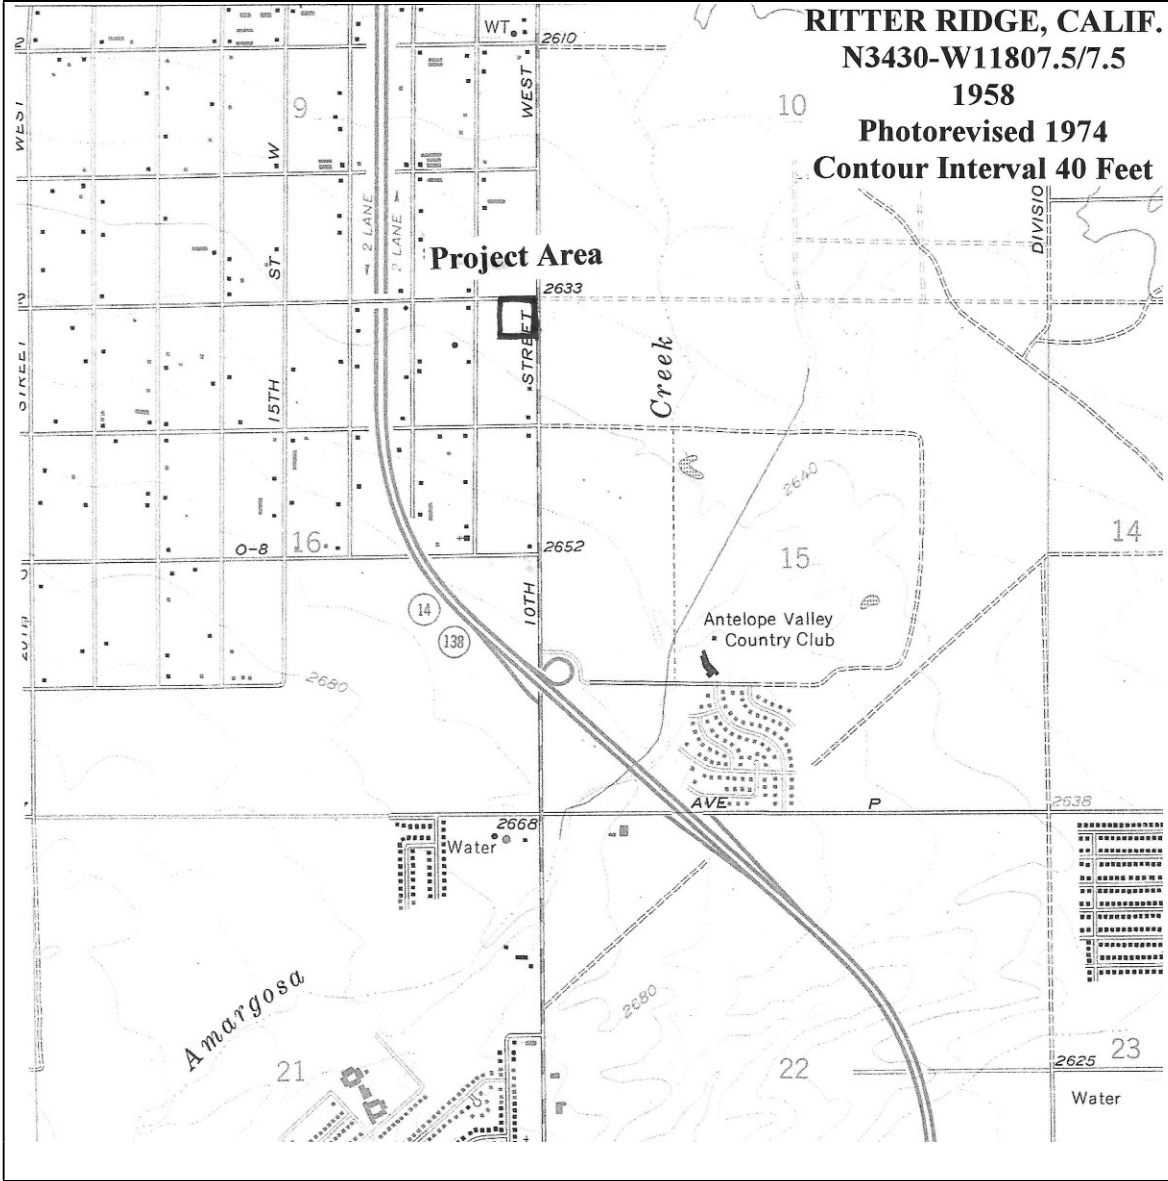 RITTER RIDGE, CALIF.
N3430-W11807.5/7.5
1958
Photorevised 1974
Contour Interval 40 Feet
WT
2610
WEST
WEST
9
10
W
2 LANE
2 LANE
DIVISIO
ST
Project Area
2633
STREET
STREET
Creek
15TH
2640
16
O-8
2652
15
14
10TH
14
138
Antelope Valley
Country Club
20TH
2680
AVE P
2638
2668
Water
Amargosa
2680
21
22
2625
23
Water